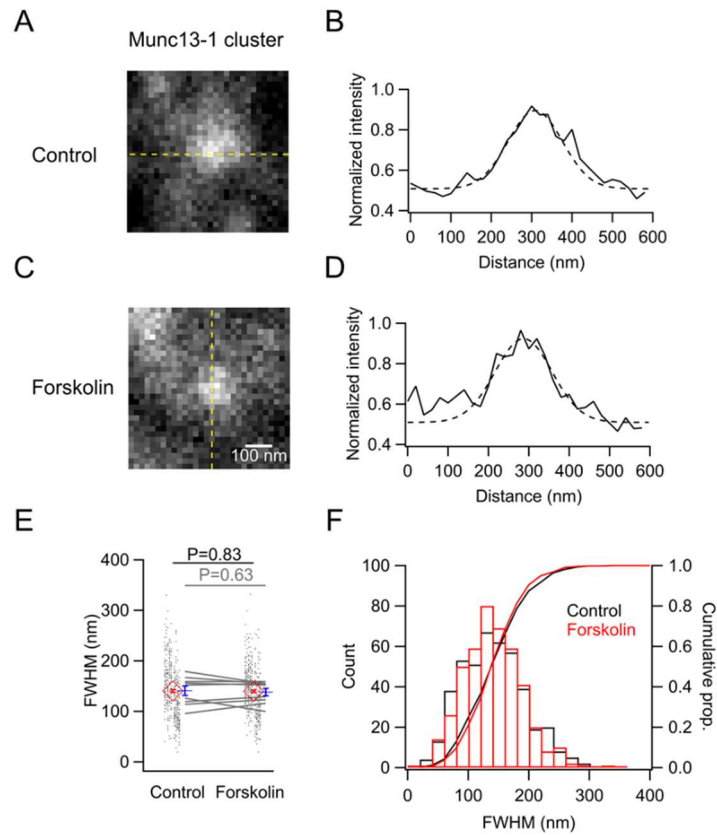 A
B
Munc13-1 cluster
Control
Normalized intensity
1.0
0.8
0.6
0.4
0 100 200 300 400 500 600
Distance (nm)
C
D
Forskolin
100 nm
Normalized intensity
1.0
0.8
0.6
0.4
0 100 200 300 400 500 600
Distance (nm)
E
F
P=0.83
P=0.63
FWHM (nm)
400
300
200
100
0
Control Forskolin
Count
100
80
60
40
20
0
Control
Forskolin
1.0
0.8
0.6
0.4
0.2
0.0
Cumulative prop.
0 100 200 300 400
FWHM (nm)